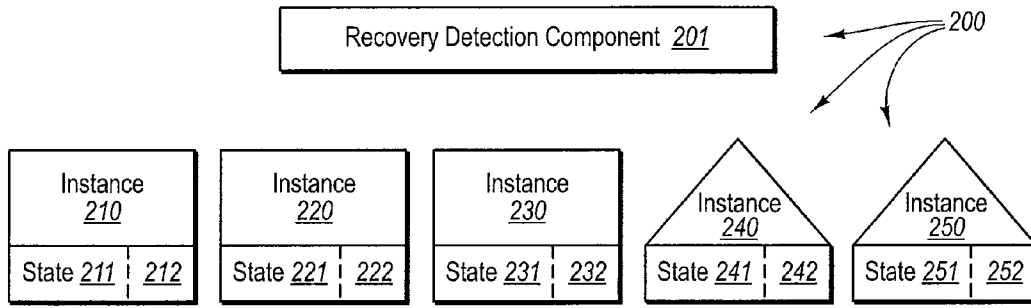 Recovery Detection Component 201
200
Instance
210
State 211 212
Instance
220
State 221 222
Instance
230
State 231 232
Instance
240
State 241 242
Instance
250
State 251 252